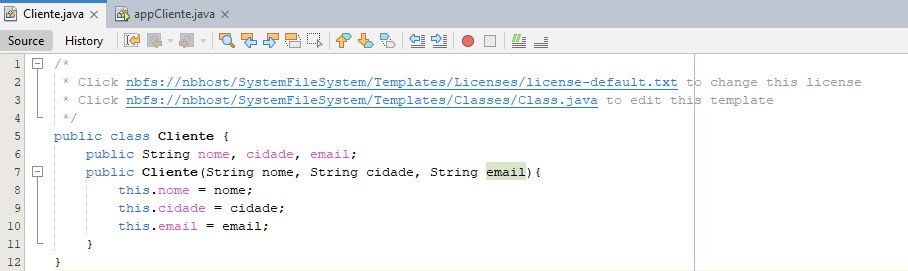 Cliente.java × appCliente.java ×
Source History
1 /*
2 * Click nbfs://nbhost/SystemFileSystem/Templates/Licenses/license-default.txt to change this license
3 * Click nbfs://nbhost/SystemFileSystem/Templates/Classes/Class.java to edit this template
4 */
5 public class Cliente {
6 public String nome, cidade, email;
7 public Cliente(String nome, String cidade, String email){
8 this.nome = nome;
9 this.cidade = cidade;
10 this.email = email;
11 }
12 }